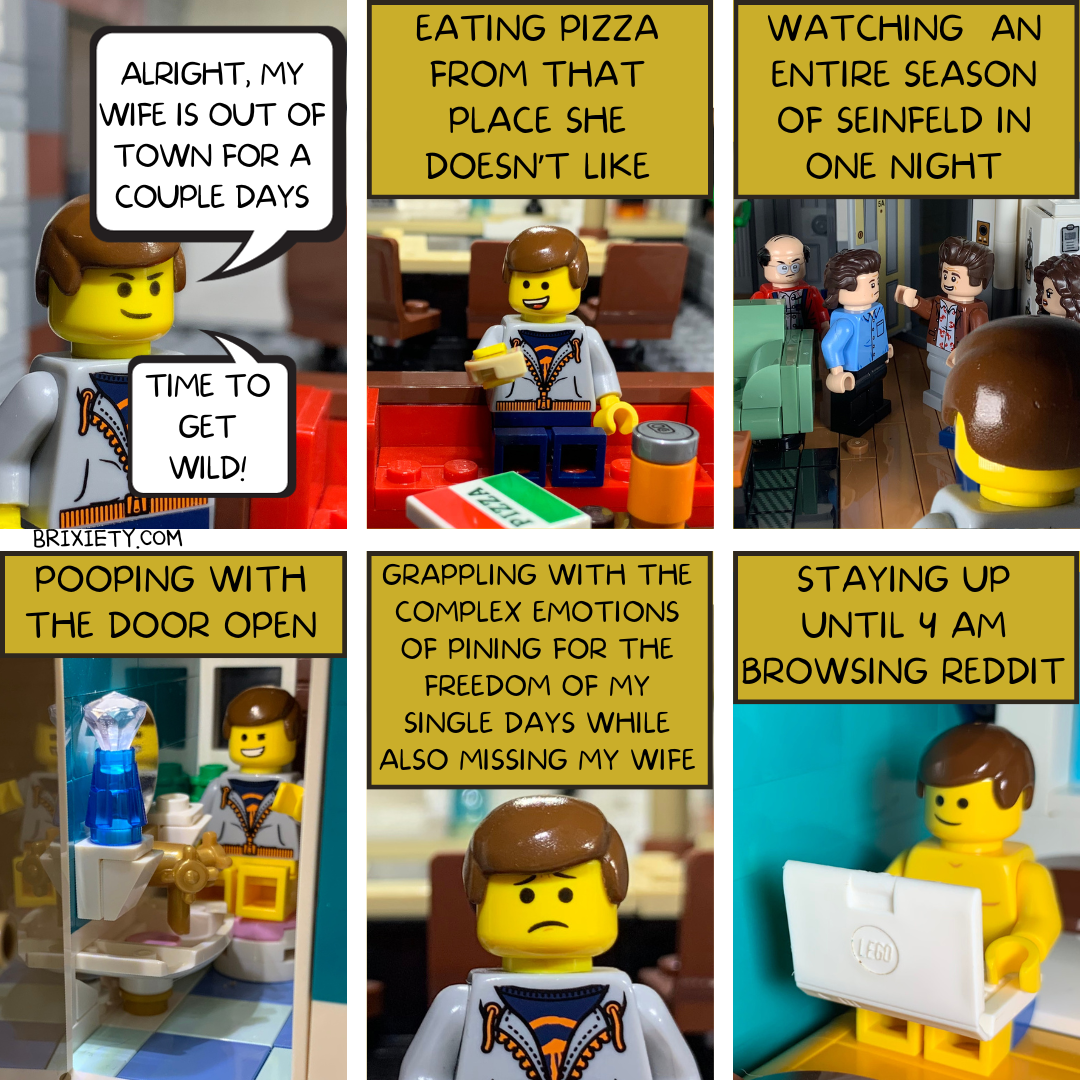 ALRIGHT, MY
WIFE IS OUT OF
TOWN FOR A
COUPLE DAYS
TIME TO
GET
WILD!
BRIXIETY.COM
EATING PIZZA
FROM THAT
PLACE SHE
DOESN'T LIKE
PIZZA
WATCHING AN
ENTIRE SEASON
OF SEINFELD IN
ONE NIGHT
5A
POOPING WITH
THE DOOR OPEN
GRAPPLING WITH THE
COMPLEX EMOTIONS
OF PINING FOR THE
FREEDOM OF MY
SINGLE DAYS WHILE
ALSO MISSING MY WIFE
STAYING UP
UNTIL 4 AM
BROWSING REDDIT
LEGO